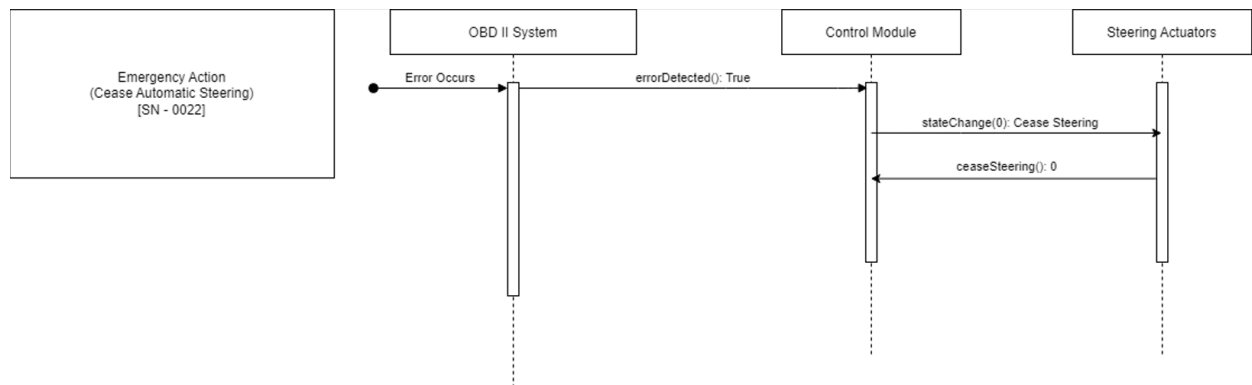 OBD II System
Control Module
Steering Actuators
Emergency Action
(Cease Automatic Steering)
[SN - 0022]
Error Occurs
errorDetected(): True
stateChange(0): Cease Steering
ceaseSteering(): 0